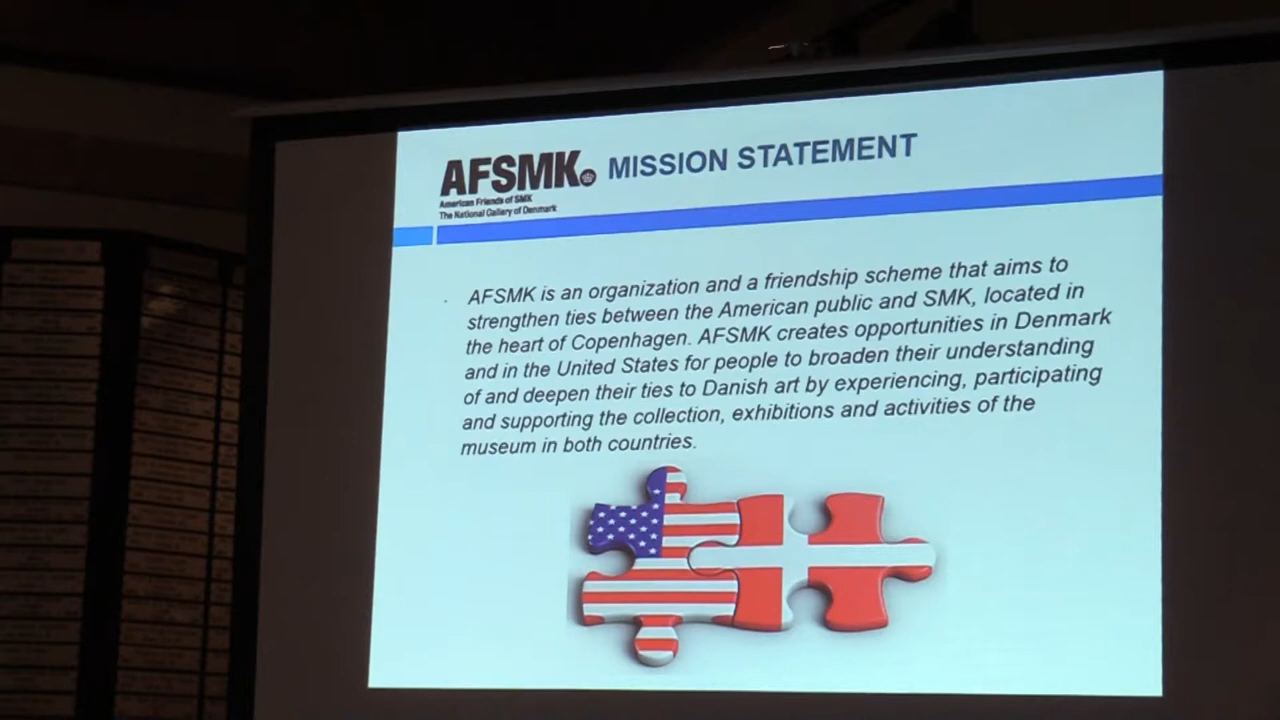 AFSMK
MISSION STATEMENT
American Friends of SMK
The National Gallery of Denmark
AFSMK is an organization and a friendship scheme that aims to
strengthen ties between the American public and SMK, located in
the heart of Copenhagen. AFSMK creates opportunities in Denmark
and in the United States for people to broaden their understanding
of and deepen their ties to Danish art by experiencing, participating
and supporting the collection, exhibitions and activities of the
museum in both countries.